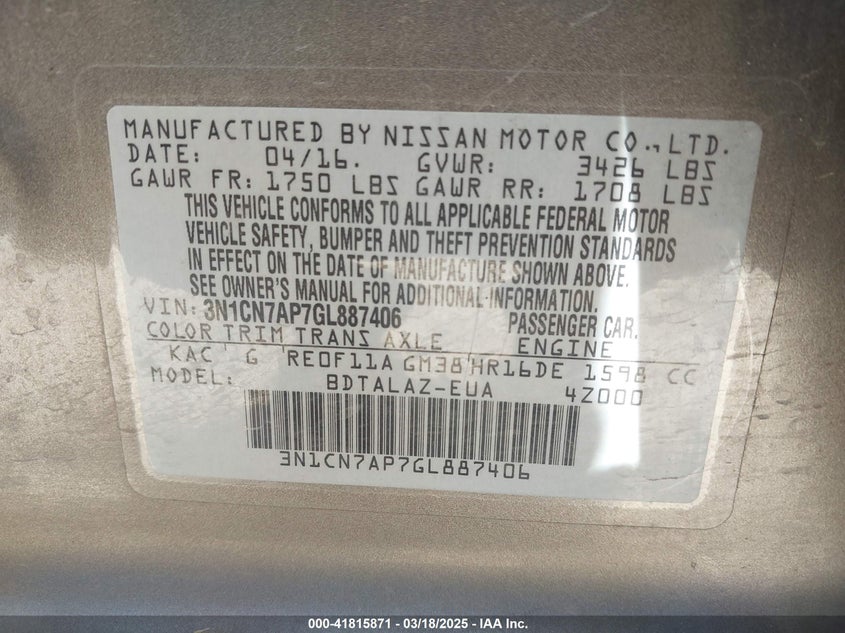 MANUFACTURED BY NISSAN MOTOR CO., LTD.
DATE: 04/16. GVWR: 3426 LBS
GAWR FR: 1750 LBS GAWR RR: 1708 LBS
THIS VEHICLE CONFORMS TO ALL APPLICABLE FEDERAL MOTOR
VEHICLE SAFETY, BUMPER AND THEFT PREVENTION STANDARDS
IN EFFECT ON THE DATE OF MANUFACTURE SHOWN ABOVE.
SEE OWNER'S MANUAL FOR ADDITIONAL INFORMATION.
VIN: 3N1CN7AP7GL887406 PASSENGER CAR.
COLOR TRIM TRANS AXLE ENGINE
KAC G RE0F11A GM38 HR16DE 1598 CC
MODEL: BDTALAZ-EUA 4Z000
3N1CN7AP7GL887406
000-41815871 - 03/18/2025 - IAA Inc.